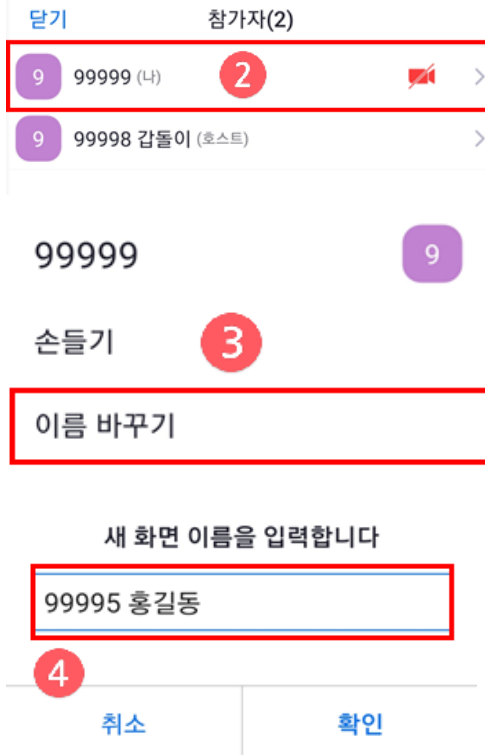 닫기 참가자(2)
9 99999 (나) 2
9 99998 갑돌이 (호스트)
99999 9
손들기 3
이름 바꾸기
새 화면 이름을 입력합니다
99995 홍길동
4
취소 확인